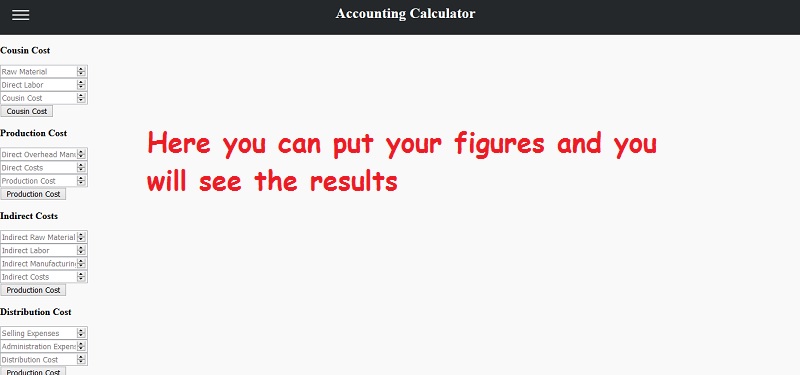 Accounting Calculator
Cousin Cost
Raw Material
Direct Labor
Cousin Cost
Cousin Cost
Here you can put your figures and you
will see the results
Production Cost
Direct Overhead Manu
Direct Costs
Production Cost
Production Cost
Indirect Costs
Indirect Raw Material
Indirect Labor
Indirect Manufacturin
Indirect Costs
Production Cost
Distribution Cost
Selling Expenses
Administration Expens
Distribution Cost
Production Cost